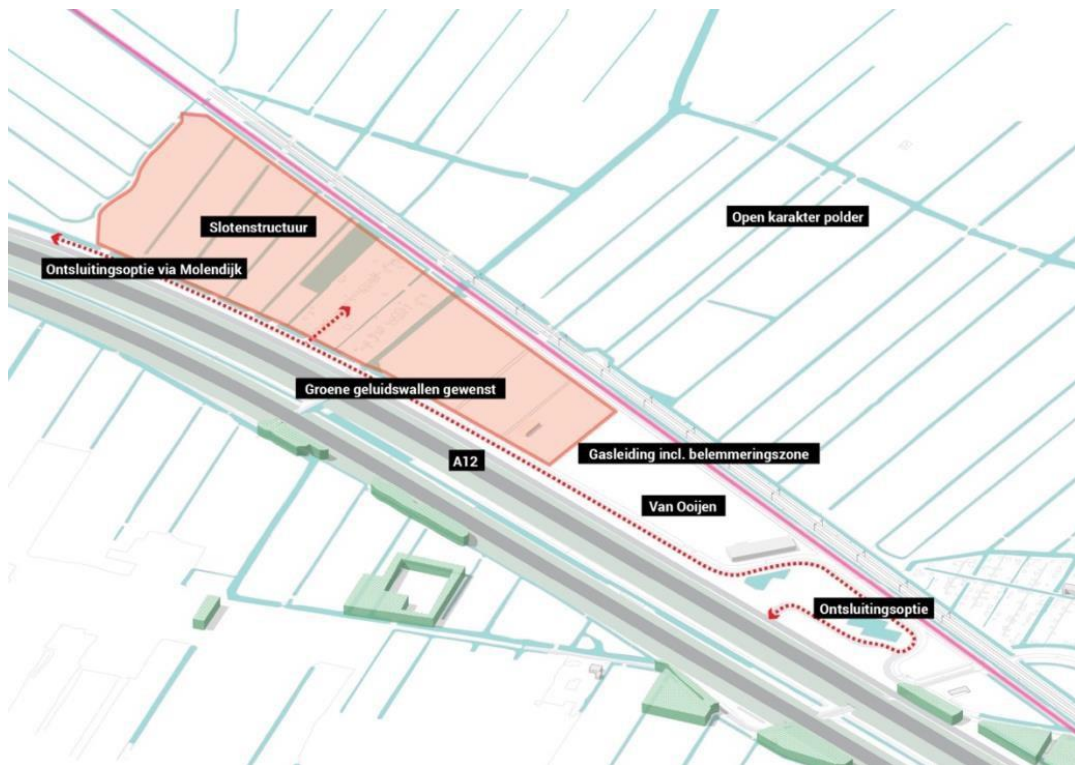 Open karakter polder
Slotenstructuur
Ontsluitingsoptie via Molendijk
Groene geluidswallen gewenst
Gasleiding incl. belemmeringszone
A12
Van Ooijen
Ontsluitingsoptie